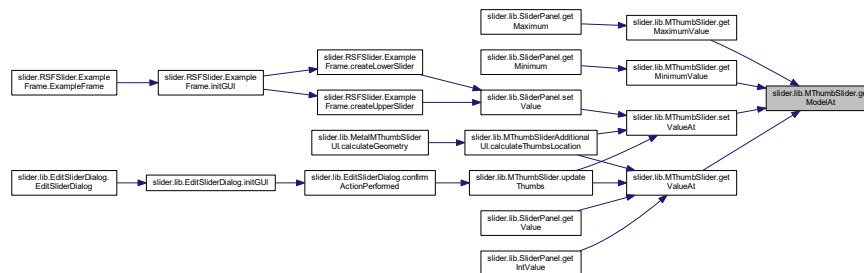 slider.lib.SliderPanel.get
Maximum
slider.lib.MThumbSlider.get
MaximumValue
slider.lib.SliderPanel.get
Minimum
slider.lib.MThumbSlider.get
MinimumValue
slider.RSFSlider.Example
Frame.ExampleFrame
slider.RSFSlider.Example
Frame.initGUI
slider.RSFSlider.Example
Frame.createLowerSlider
slider.RSFSlider.Example
Frame.createUpperSlider
slider.lib.SliderPanel.set
Value
slider.lib.MThumbSlider.get
ModelAt
slider.lib.MThumbSlider.set
ValueAt
slider.lib.MetalMThumbSlider
UI.calculateGeometry
slider.lib.MThumbSliderAdditional
UI.calculateThumbsLocation
slider.lib.EditSliderDialog.
EditSliderDialog
slider.lib.EditSliderDialog.initGUI
slider.lib.EditSliderDialog.confirm
ActionPerformed
slider.lib.MThumbSlider.update
Thumbs
slider.lib.MThumbSlider.get
ValueAt
slider.lib.SliderPanel.get
Value
slider.lib.SliderPanel.get
IntValue